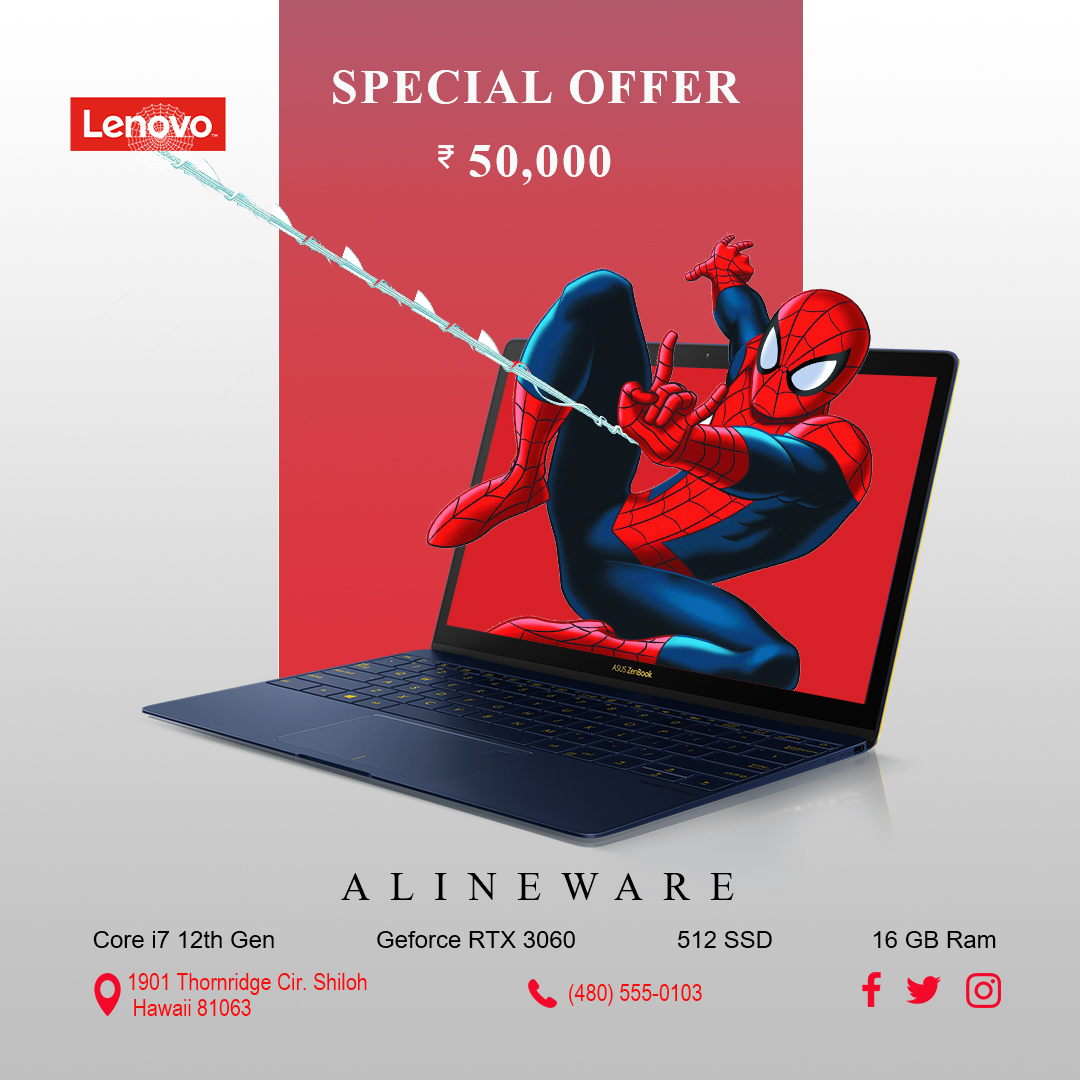 SPECIAL OFFER
Lenovo™
₹ 50,000
ASUS ZenBook
ALINEWARE
Core i7 12th Gen
Geforce RTX 3060
512 SSD
16 GB Ram
1901 Thornridge Cir. Shiloh
Hawaii 81063
(480) 555-0103